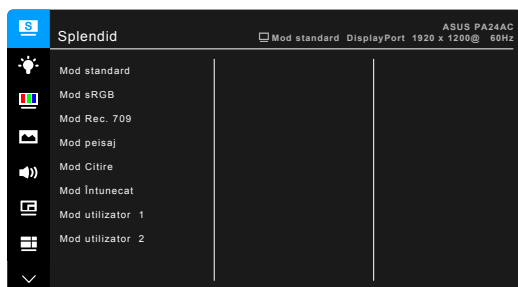 S
ASUS PA24AC
Splendid
Mod standard DisplayPort 1920 x 1200@ 60Hz
Mod standard
Mod sRGB
Mod Rec. 709
Mod peisaj
Mod Citire
Mod Întunecat
Mod utilizator 1
Mod utilizator 2